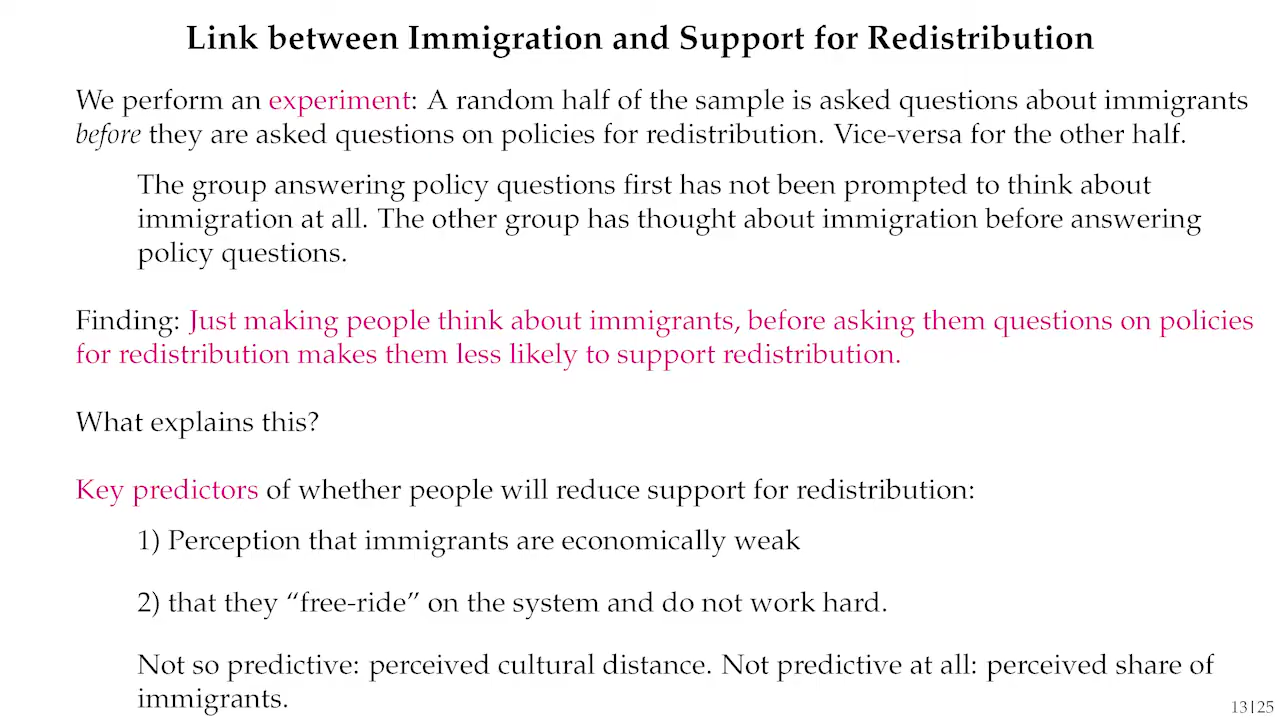 Link between Immigration and Support for Redistribution
We perform an experiment: A random half of the sample is asked questions about immigrants
before they are asked questions on policies for redistribution. Vice-versa for the other half.
The group answering policy questions first has not been prompted to think about
immigration at all. The other group has thought about immigration before answering
policy questions.
Finding: Just making people think about immigrants, before asking them questions on policies
for redistribution makes them less likely to support redistribution.
What explains this?
Key predictors of whether people will reduce support for redistribution:
1) Perception that immigrants are economically weak
2) that they “free-ride” on the system and do not work hard.
Not so predictive: perceived cultural distance. Not predictive at all: perceived share of
immigrants.
13|25